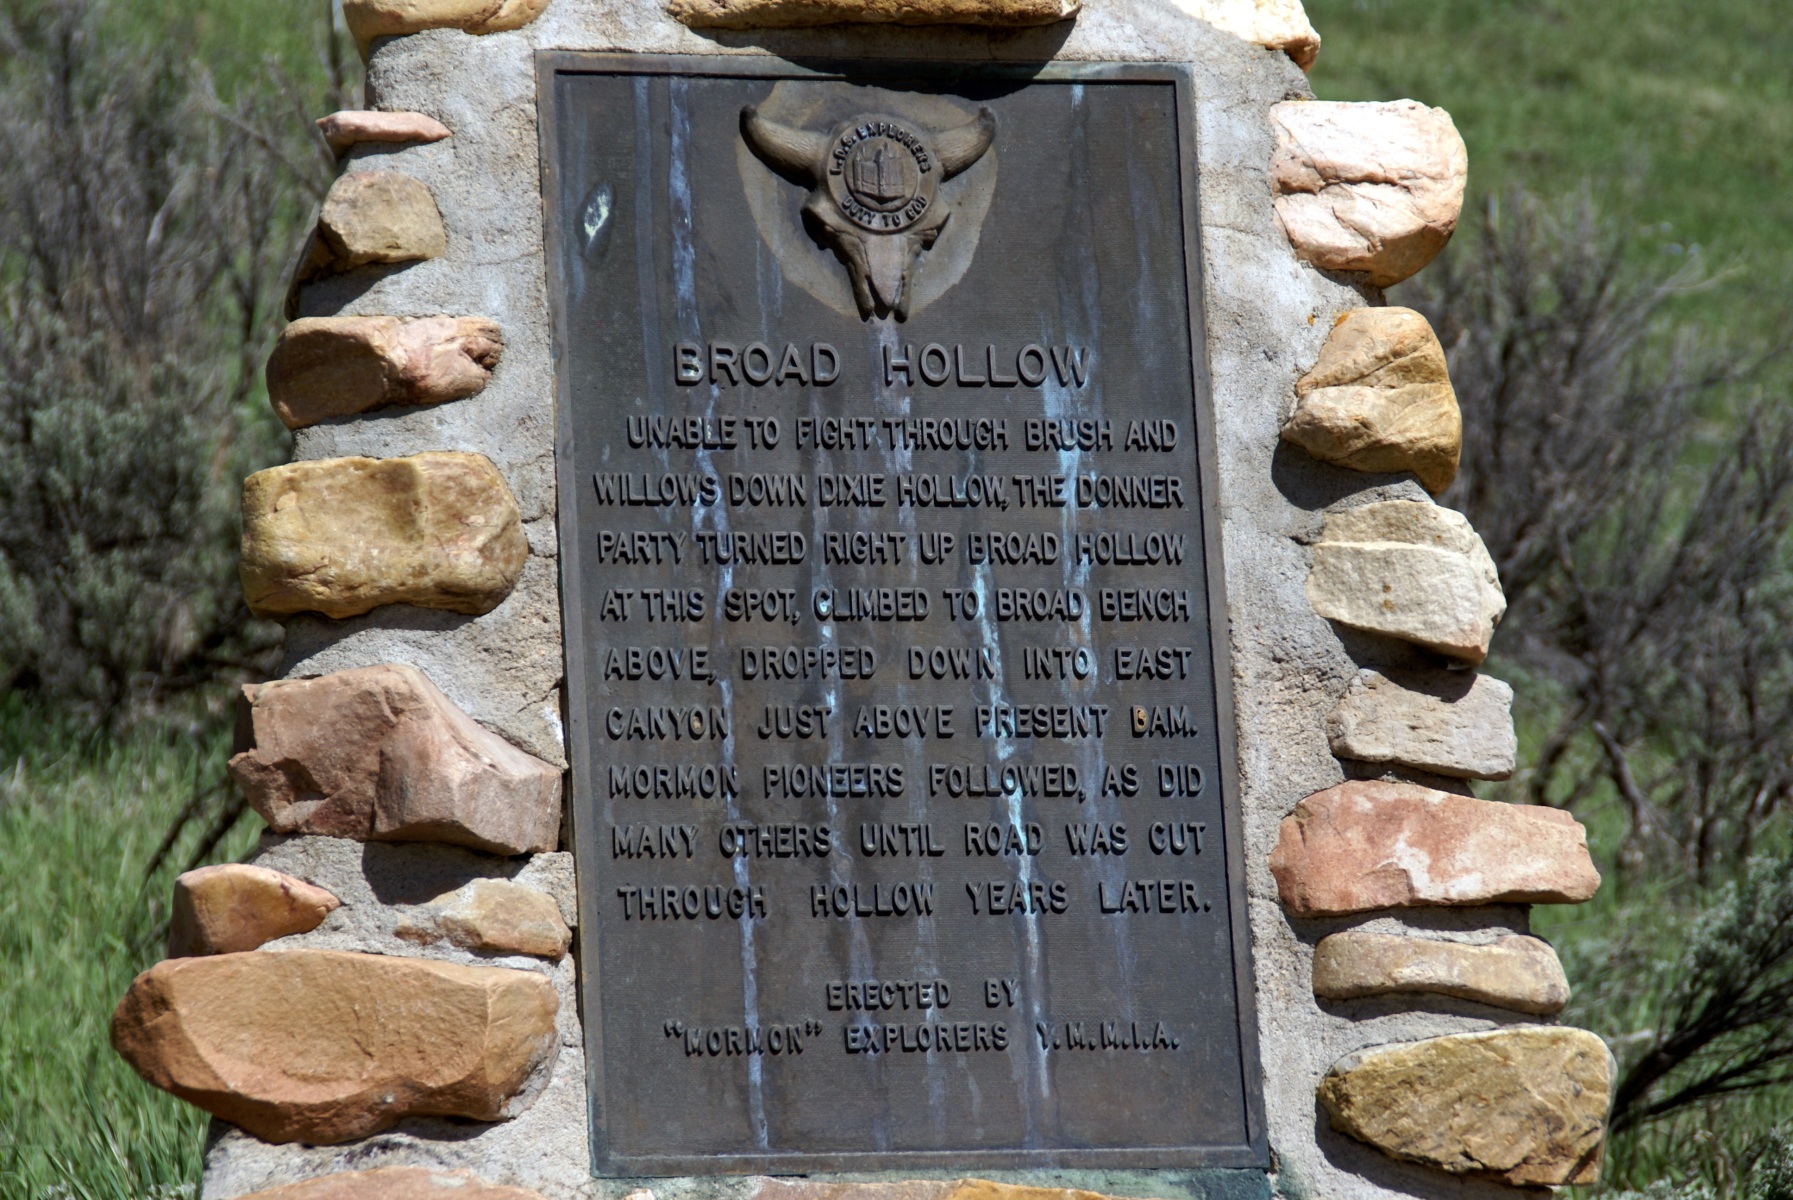 L.D.S. EXPLORERS
DUTY TO GOD
BROAD HOLLOW
UNABLE TO FIGHT THROUGH BRUSH AND
WILLOWS DOWN DIXIE HOLLOW, THE DONNER
PARTY TURNED RIGHT UP BROAD HOLLOW
AT THIS SPOT, CLIMBED TO BROAD BENCH
ABOVE, DROPPED DOWN INTO EAST
CANYON JUST ABOVE PRESENT DAM.
MORMON PIONEERS FOLLOWED, AS DID
MANY OTHERS UNTIL ROAD WAS CUT
THROUGH HOLLOW YEARS LATER.
ERECTED BY
"MORMON" EXPLORERS Y.M.M.I.A.